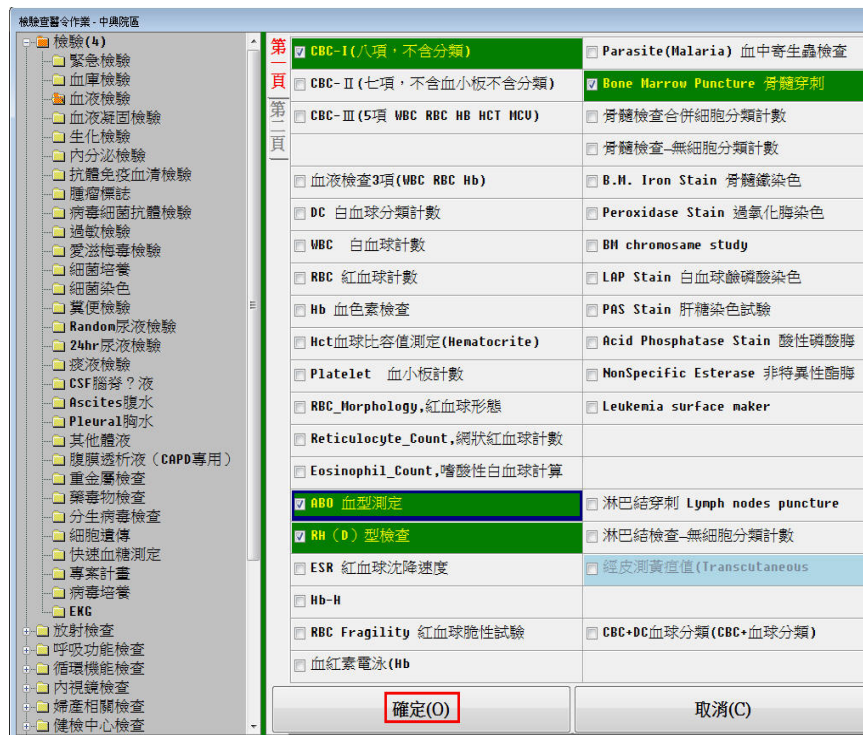 檢驗查醫令作業 - 中興院區
檢驗(4)
緊急檢驗
血庫檢驗
血液檢驗
血液凝固檢驗
生化檢驗
內分泌檢驗
抗體免疫血清檢驗
腫瘤標誌
病毒細菌抗體檢驗
過敏檢驗
愛滋梅毒檢驗
細菌培養
細菌染色
糞便檢驗
Random尿液檢驗
24hr尿液檢驗
痰液檢驗
CSF腦脊？液
Ascites腹水
Pleural胸水
其他體液
腹膜透析液（CAPD專用）
重金屬檢查
藥毒物檢查
分生病毒檢查
細胞遺傳
快速血糖測定
專案計畫
病毒培養
EKG
放射檢查
呼吸功能檢查
循環機能檢查
內視鏡檢查
婦產相關檢查
健檢中心檢查
第一頁
第二頁
CBC-I(八項，不含分類)
CBC-Ⅱ(七項，不含血小板不含分類)
CBC-Ⅲ(5項 WBC RBC HB HCT MCV)
血液檢查3項(WBC RBC Hb)
DC 白血球分類計數
WBC 白血球計數
RBC 紅血球計數
Hb 血色素檢查
Hct血球比容值測定(Hematocrite)
Platelet 血小板計數
RBC_Morphology,紅血球形態
Reticulocyte_Count,網狀紅血球計數
Eosinophil_Count,嗜酸性白血球計算
ABO 血型測定
RH（D）型檢查
ESR 紅血球沈降速度
Hb-H
RBC Fragility 紅血球脆性試驗
血紅素電泳(Hb
Parasite(Malaria) 血中寄生蟲檢查
Bone Marrow Puncture 骨髓穿刺
骨髓檢查合併細胞分類計數
骨髓檢查—無細胞分類計數
B.M. Iron Stain 骨髓鐵染色
Peroxidase Stain 過氧化脢染色
BM chromosame study
LAP Stain 白血球鹼磷酸染色
PAS Stain 肝糖染色試驗
Acid Phosphatase Stain 酸性磷酸脢
NonSpecific Esterase 非特異性酯脢
Leukemia surface maker
淋巴結穿刺 Lymph nodes puncture
淋巴結檢查—無細胞分類計數
經皮測黃疸值(Transcutaneous
CBC+DC血球分類(CBC+血球分類)
確定(O)
取消(C)